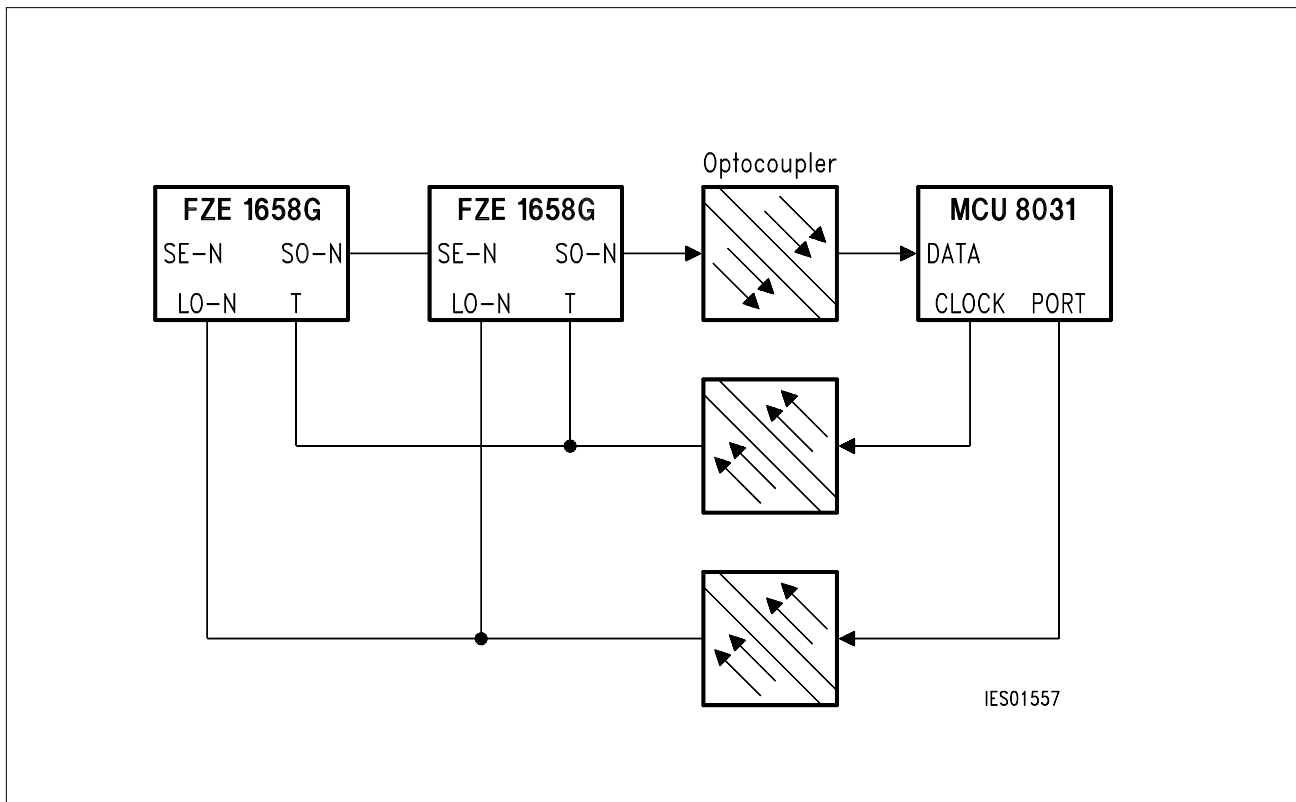 Optocoupler
FZE 1658G
FZE 1658G
MCU 8031
SE-N SO-N
SE-N SO-N
DATA
LO-N T
LO-N T
CLOCK PORT
IES01557